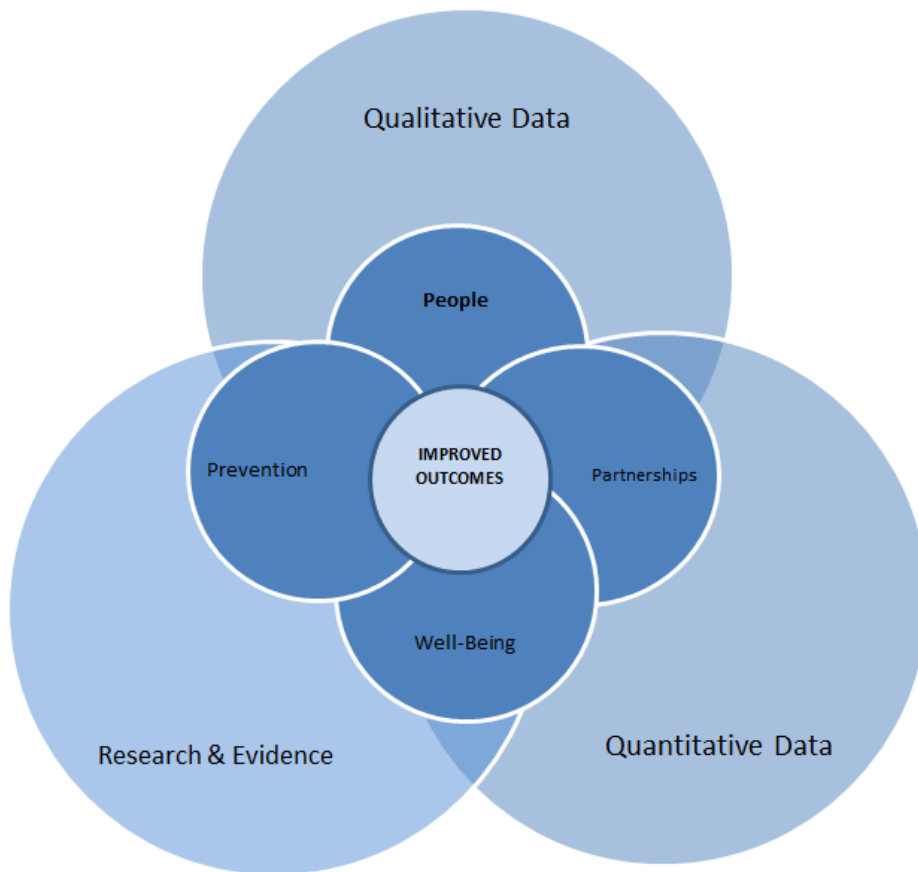 Qualitative Data
People
IMPROVED
OUTCOMES
Prevention
Partnerships
Well-Being
Research & Evidence
Quantitative Data